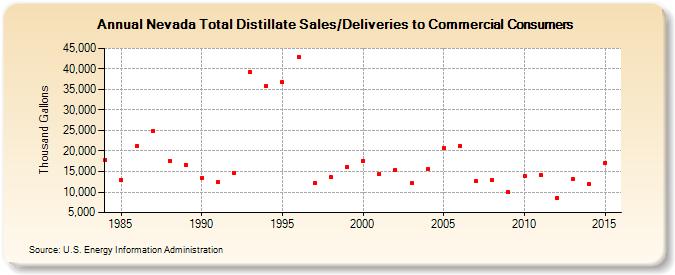 Annual Nevada Total Distillate Sales/Deliveries to Commercial Consumers
Thousand Gallons
45,000
40,000
35,000
30,000
25,000
20,000
15,000
10,000
5,000
1985 1990 1995 2000 2005 2010 2015
Source: U.S. Energy Information Administration